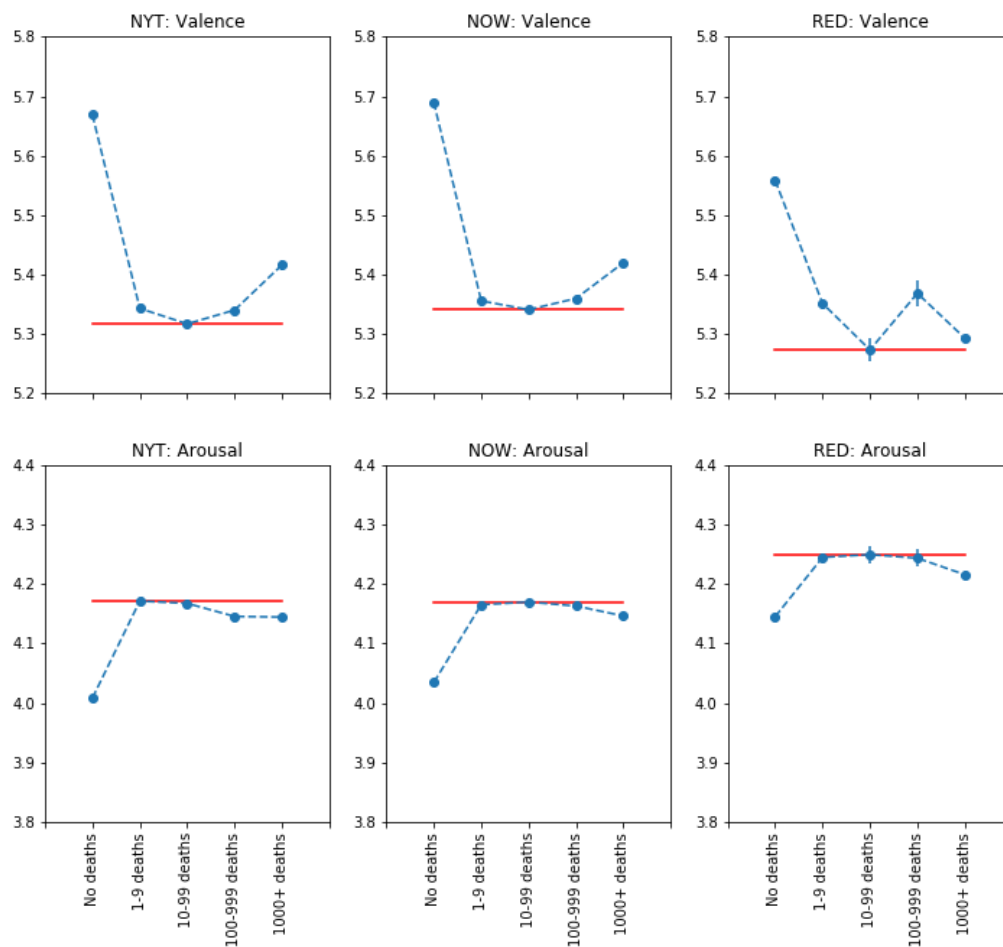 NYT: Valence
5.8
5.7
5.6
5.5
5.4
5.3
5.2
NOW: Valence
5.8
5.7
5.6
5.5
5.4
5.3
5.2
RED: Valence
5.8
5.7
5.6
5.5
5.4
5.3
5.2
NYT: Arousal
4.4
4.3
4.2
4.1
4.0
3.9
3.8
No deaths
1-9 deaths
10-99 deaths
100-999 deaths
1000+ deaths
NOW: Arousal
4.4
4.3
4.2
4.1
4.0
3.9
3.8
No deaths
1-9 deaths
10-99 deaths
100-999 deaths
1000+ deaths
RED: Arousal
4.4
4.3
4.2
4.1
4.0
3.9
3.8
No deaths
1-9 deaths
10-99 deaths
100-999 deaths
1000+ deaths